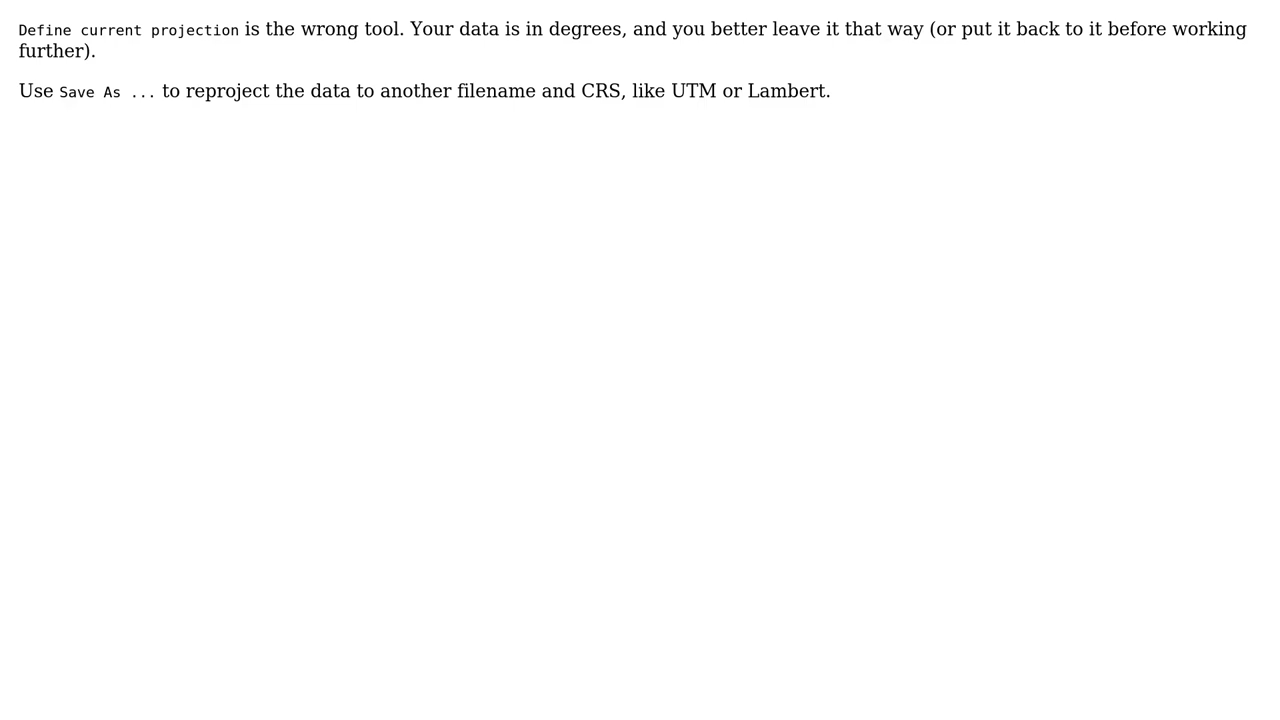 Define current projection is the wrong tool. Your data is in degrees, and you better leave it that way (or put it back to it before working
further).
Use Save As ... to reproject the data to another filename and CRS, like UTM or Lambert.